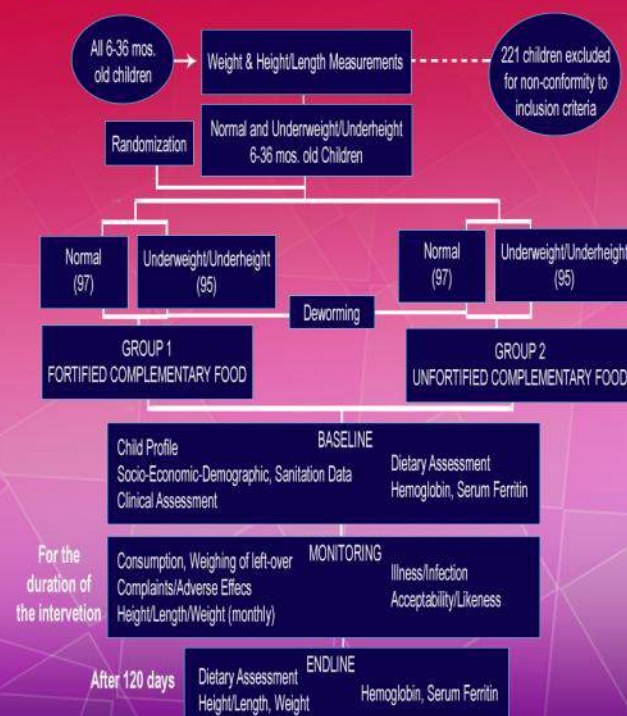 All 6-36 mos.
old children
Weight & Height/Length Measurements
221 children excluded
for non-conformity to
inclusion criteria
Randomization
Normal and Underrweight/Underheight
6-36 mos. old Children
Normal
(97)
Underweight/Underheight
(95)
Normal
(97)
Underweight/Underheight
(95)
Deworming
GROUP 1
FORTIFIED COMPLEMENTARY FOOD
GROUP 2
UNFORTIFIED COMPLEMENTARY FOOD
BASELINE
Child Profile
Socio-Economic-Demographic, Sanitation Data
Clinical Assessment
Dietary Assessment
Hemoglobin, Serum Ferritin
For the
duration of
the intervetion
MONITORING
Consumption, Weighing of left-over
Complaints/Adverse Effecs
Height/Length/Weight (monthly)
Illness/Infection
Acceptability/Likeness
After 120 days
ENDLINE
Dietary Assessment
Height/Length, Weight
Hemoglobin, Serum Ferritin